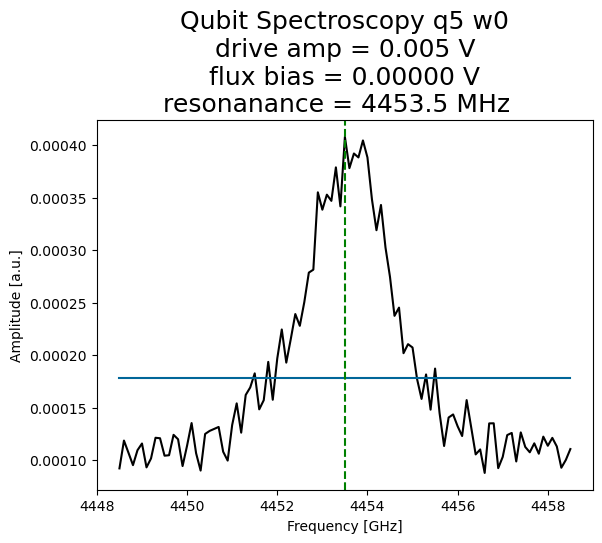 Qubit Spectroscopy q5 w0
drive amp = 0.005 V
flux bias = 0.00000 V
resonanance = 4453.5 MHz
0.00040
0.00035
0.00030
0.00025
0.00020
0.00015
0.00010
Amplitude [a.u.]
4448 4450 4452 4454 4456 4458
Frequency [GHz]